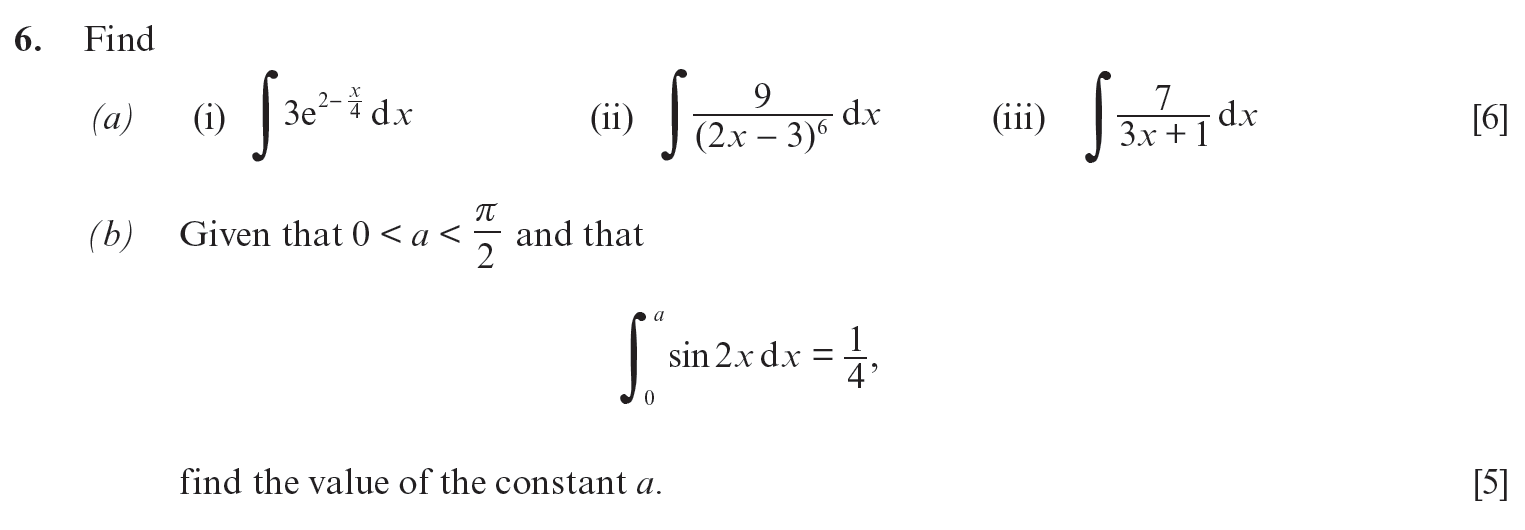 6. Find
(a) (i) ∫ 3e^{2− x/4} dx (ii) ∫ 9/(2x − 3)^6 dx (iii) ∫ 7/(3x + 1) dx [6]
(b) Given that 0 < a < π/2 and that
∫_0^a sin 2x dx = 1/4,
find the value of the constant a. [5]